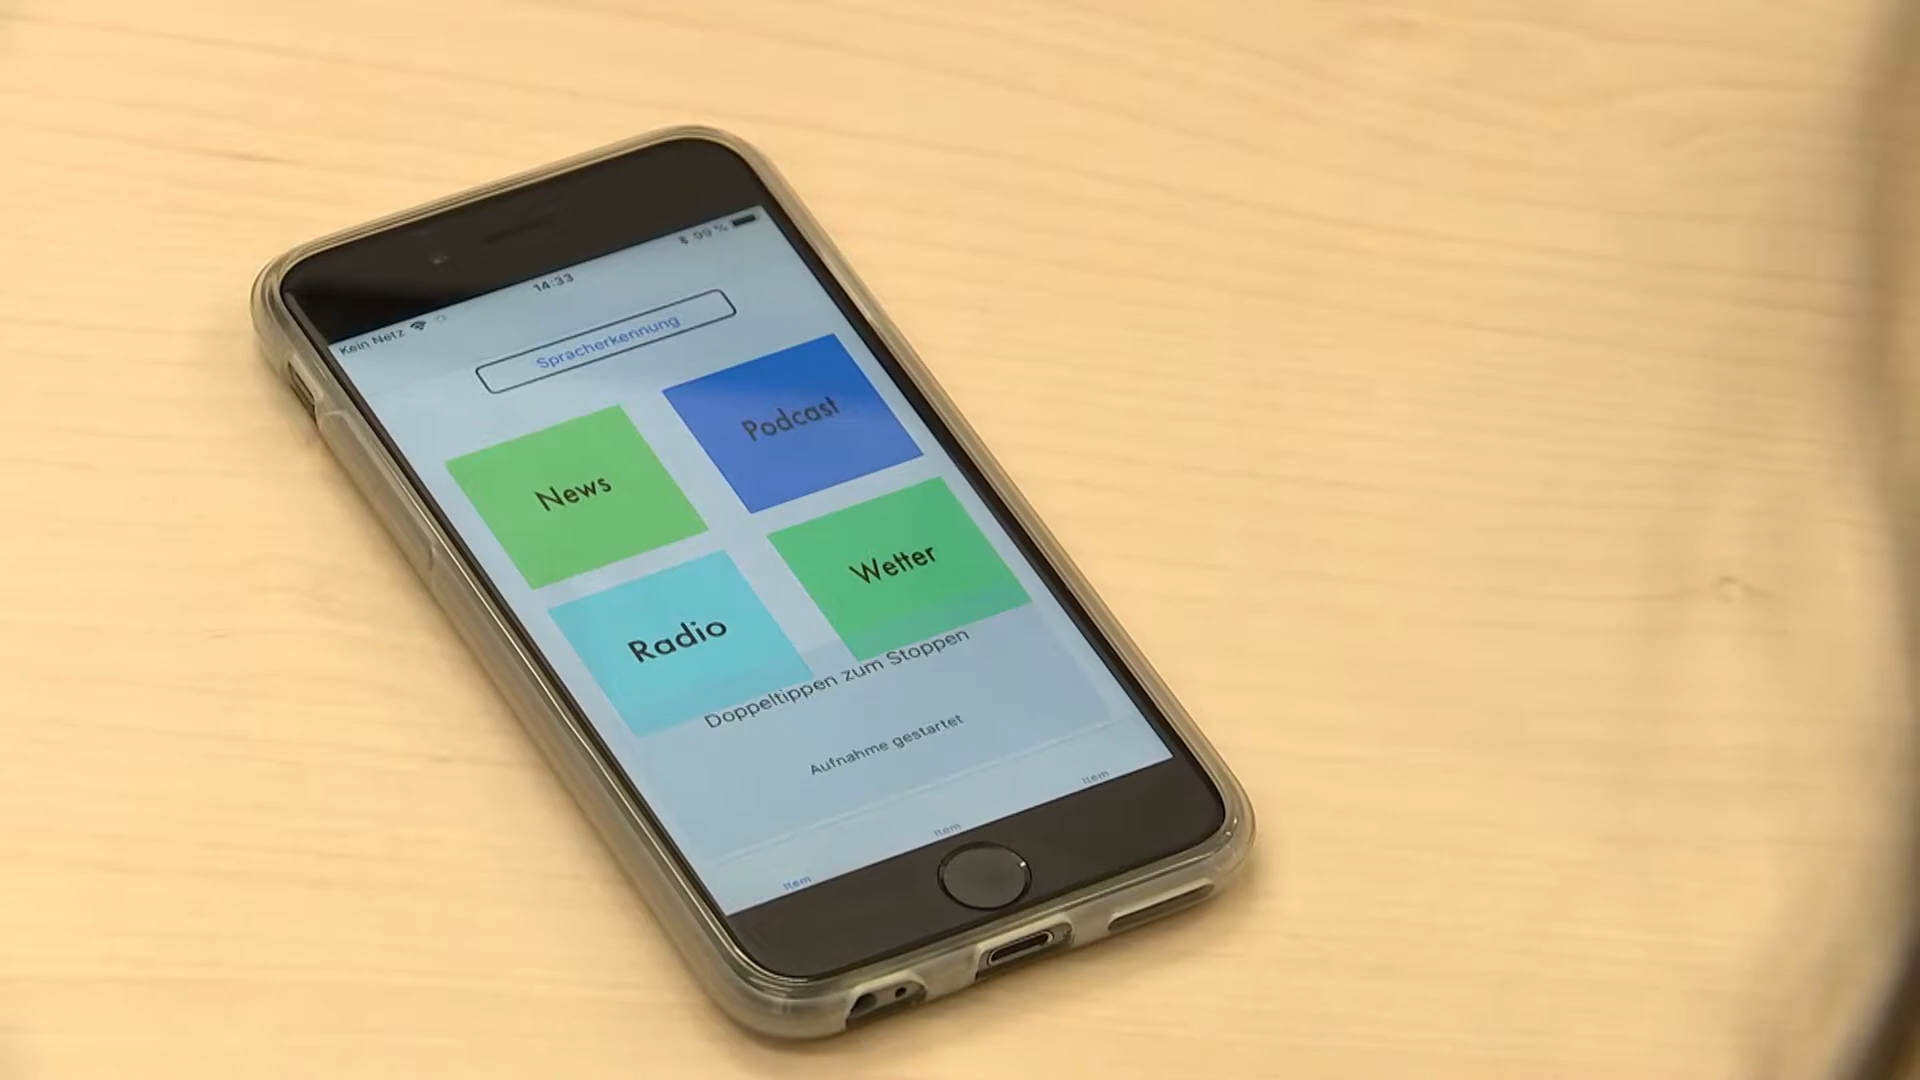 Kein Netz
14:33
99 %
Spracherkennung
News
Podcast
Radio
Wetter
Doppeltippen zum Stoppen
Aufnahme gestartet
Item
Item
Item